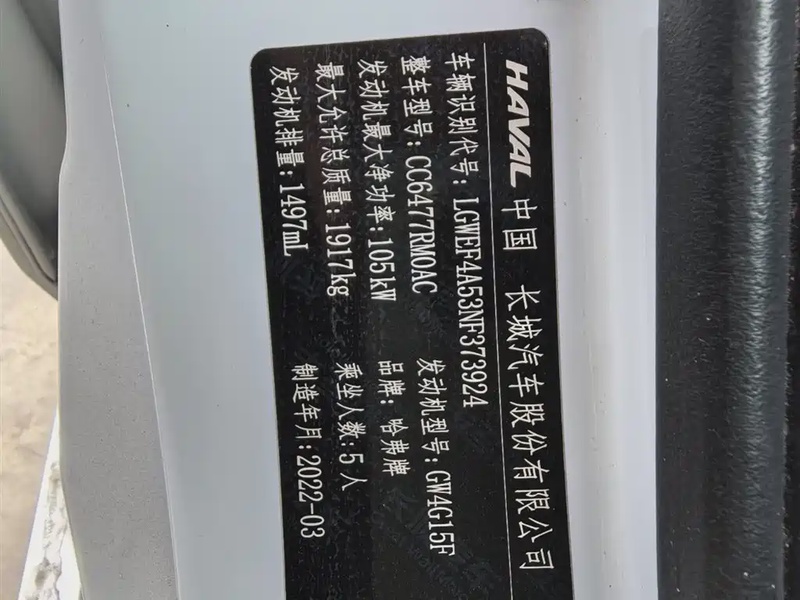 HAVAL 中国 长城汽车股份有限公司
车辆识别代号: LGWEF4A53NF373924
整车型号: CC6477RM0AC 发动机型号: GW4G15F
发动机最大净功率: 105kW 品牌: 哈弗牌
最大允许总质量: 1917kg 乘坐人数: 5 人
发动机排量: 1497mL 制造年月: 2022-03